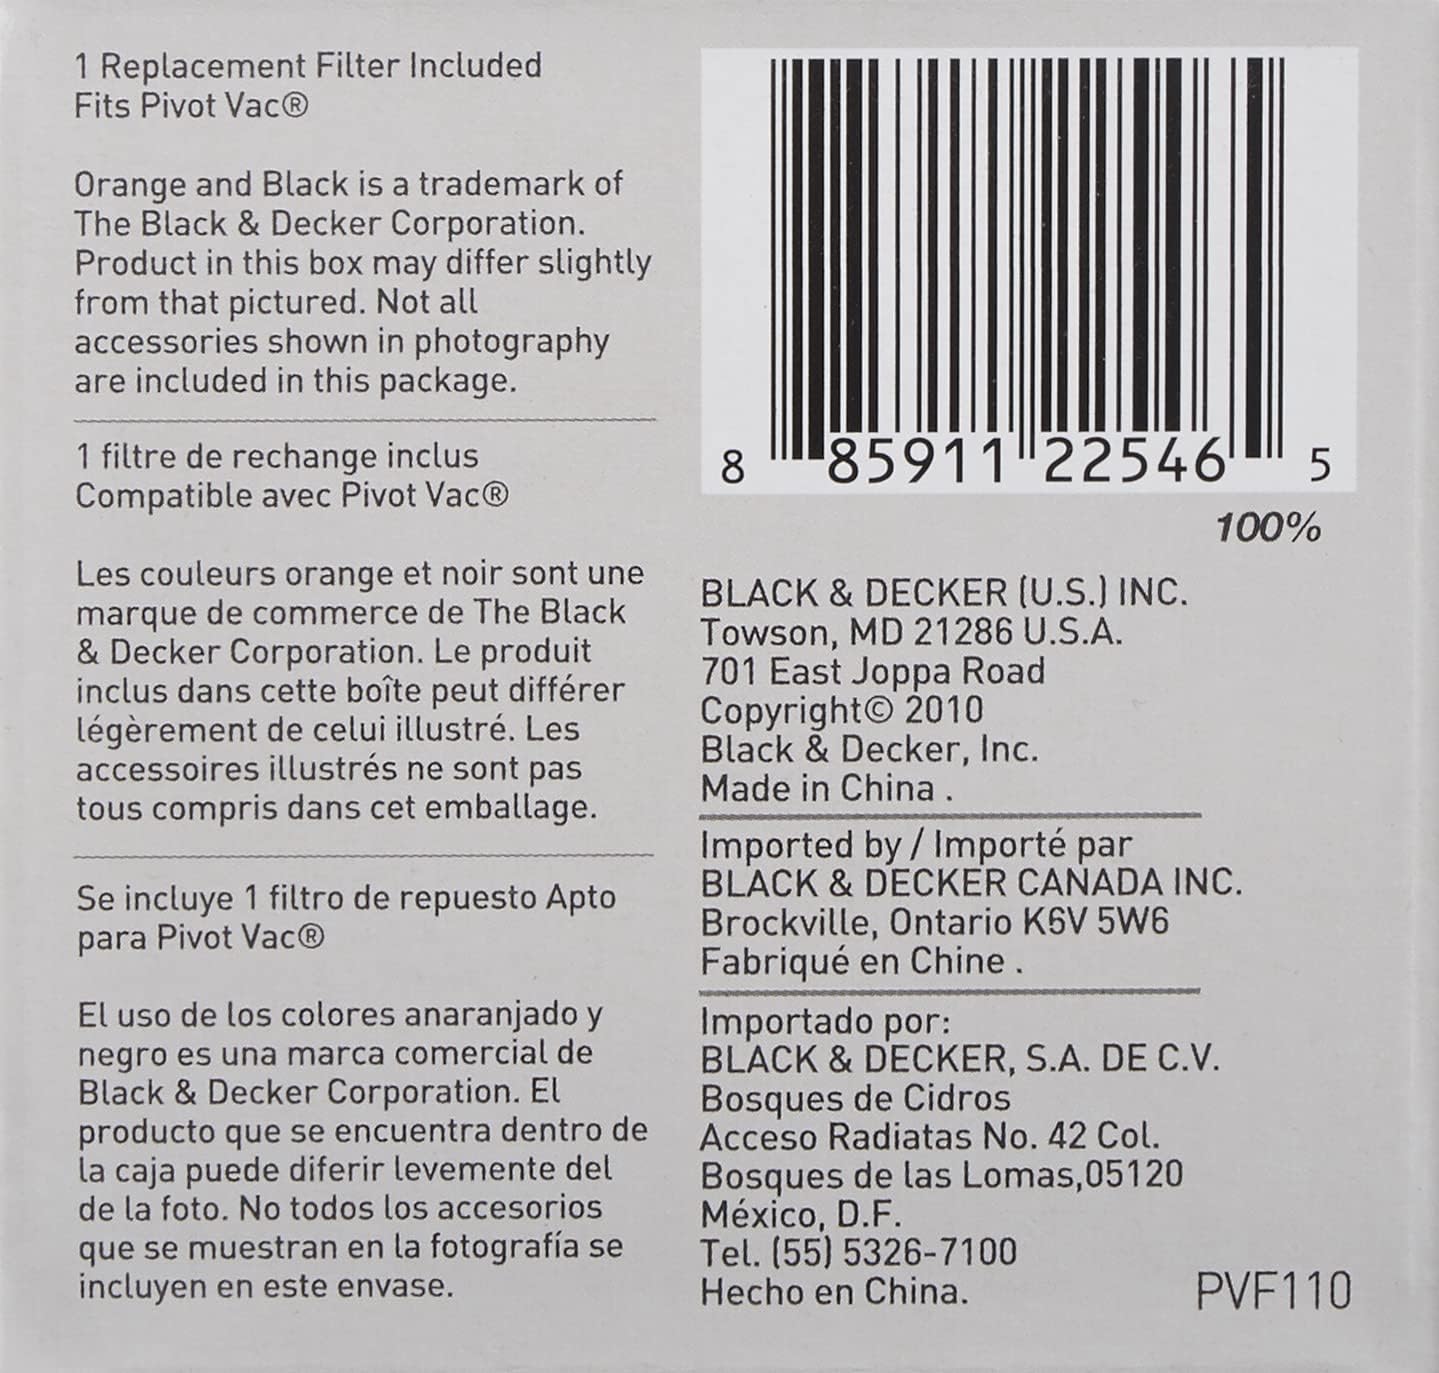 1 Replacement Filter Included
Fits Pivot Vac®
Orange and Black is a trademark of
The Black & Decker Corporation.
Product in this box may differ slightly
from that pictured. Not all
accessories shown in photography
are included in this package.
1 filtre de rechange inclus
Compatible avec Pivot Vac®
Les couleurs orange et noir sont une
marque de commerce de The Black
& Decker Corporation. Le produit
inclus dans cette boîte peut différer
légèrement de celui illustré. Les
accessoires illustrés ne sont pas
tous compris dans cet emballage.
Se incluye 1 filtro de repuesto Apto
para Pivot Vac®
El uso de los colores anaranjado y
negro es una marca comercial de
Black & Decker Corporation. El
producto que se encuentra dentro de
la caja puede diferir levemente del
de la foto. No todos los accesorios
que se muestran en la fotografía se
incluyen en este envase.
8 85911 22546 5
100%
BLACK & DECKER (U.S.) INC.
Towson, MD 21286 U.S.A.
701 East Joppa Road
Copyright© 2010
Black & Decker, Inc.
Made in China .
Imported by / Importé par
BLACK & DECKER CANADA INC.
Brockville, Ontario K6V 5W6
Fabriqué en Chine .
Importado por:
BLACK & DECKER, S.A. DE C.V.
Bosques de Cidros
Acceso Radiatas No. 42 Col.
Bosques de las Lomas,05120
México, D.F.
Tel. (55) 5326-7100
Hecho en China.
PVF110